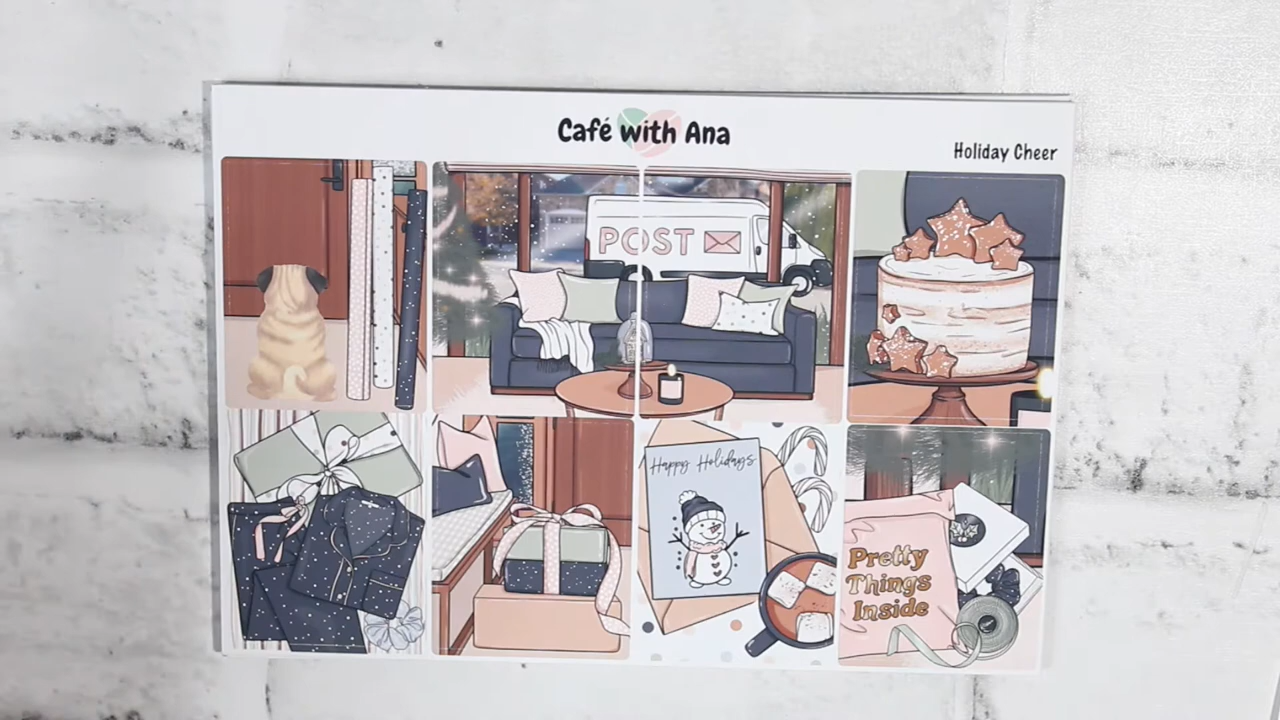 Café with Ana
Holiday Cheer
POST
Happy Holidays
Pretty
Things
Inside